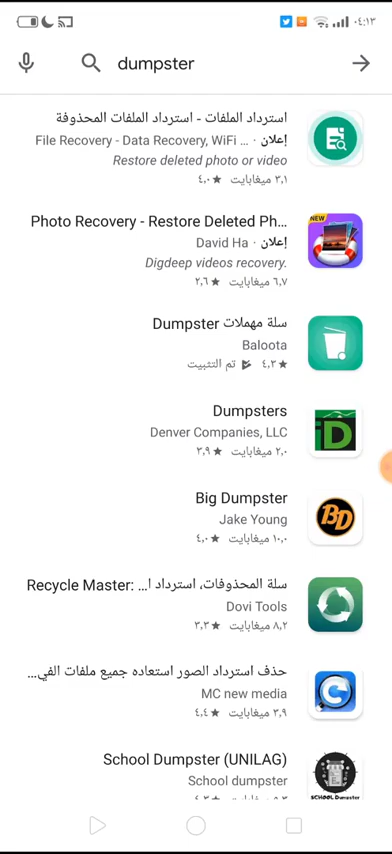 ٠٤:١٣
dumpster
استرداد الملفات - استرداد الملفات المحذوفة
إعلان · File Recovery - Data Recovery, WiFi ...
Restore deleted photo or video
٤,٠ ★ ٣,١ ميغابايت
Photo Recovery - Restore Deleted Ph...
NEW
إعلان · David Ha
Digdeep videos recovery.
٢,٦ ★ ٦,٧ ميغابايت
سلة مهملات Dumpster
Baloota
٤,٣ ★ تم التثبيت
Dumpsters
iD
Denver Companies, LLC
٣,٩ ★ ٢,٠ ميغابايت
Big Dumpster
BD
Jake Young
٤,٠ ★ ١٠,٠ ميغابايت
سلة المحذوفات، استرداد ا... :Recycle Master
Dovi Tools
٣,٣ ★ ٨,٢ ميغابايت
حذف استرداد الصور استعاده جميع ملفات الفي...
MC new media
٤,٤ ★ ٣,٩ ميغابايت
School Dumpster (UNILAG)
School dumpster
SCHOOL Dumpster